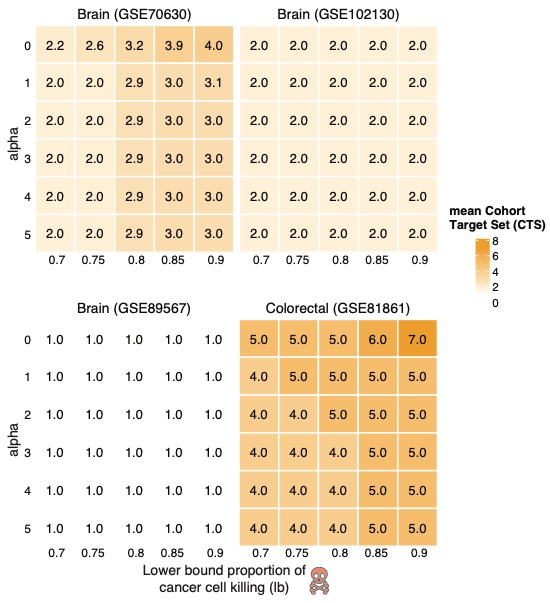 Brain (GSE70630) Brain (GSE102130)
0 2.2 2.6 3.2 3.9 4.0 2.0 2.0 2.0 2.0 2.0
1 2.0 2.0 2.9 3.0 3.1 2.0 2.0 2.0 2.0 2.0
2 2.0 2.0 2.9 3.0 3.0 2.0 2.0 2.0 2.0 2.0
3 2.0 2.0 2.9 3.0 3.0 2.0 2.0 2.0 2.0 2.0
4 2.0 2.0 2.9 3.0 3.0 2.0 2.0 2.0 2.0 2.0
5 2.0 2.0 2.9 3.0 3.0 2.0 2.0 2.0 2.0 2.0
alpha
0.7 0.75 0.8 0.85 0.9 0.7 0.75 0.8 0.85 0.9
mean Cohort
Target Set (CTS)
8
6
4
2
0
Brain (GSE89567) Colorectal (GSE81861)
0 1.0 1.0 1.0 1.0 1.0 5.0 5.0 5.0 6.0 7.0
1 1.0 1.0 1.0 1.0 1.0 4.0 5.0 5.0 5.0 5.0
2 1.0 1.0 1.0 1.0 1.0 4.0 4.0 5.0 5.0 5.0
3 1.0 1.0 1.0 1.0 1.0 4.0 4.0 4.0 5.0 5.0
4 1.0 1.0 1.0 1.0 1.0 4.0 4.0 4.0 5.0 5.0
5 1.0 1.0 1.0 1.0 1.0 4.0 4.0 4.0 5.0 5.0
alpha
0.7 0.75 0.8 0.85 0.9 0.7 0.75 0.8 0.85 0.9
Lower bound proportion of
cancer cell killing (lb)